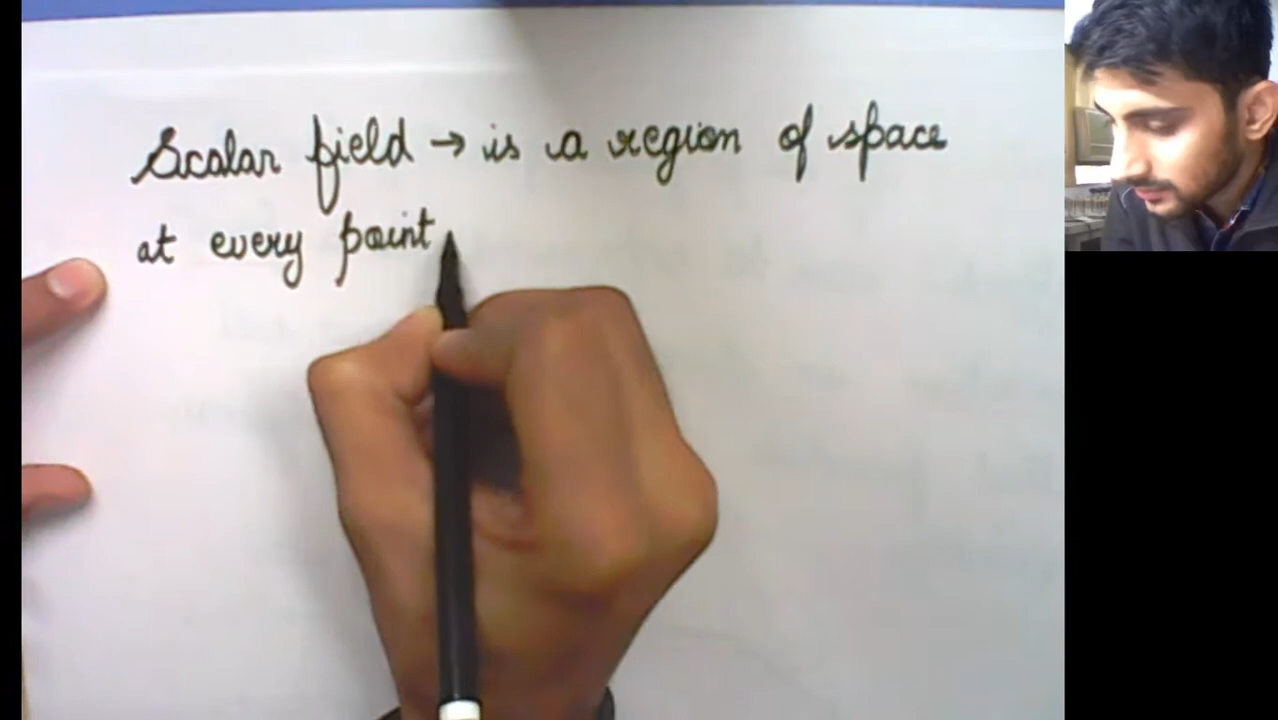 Scalar field → is a region of space
at every point